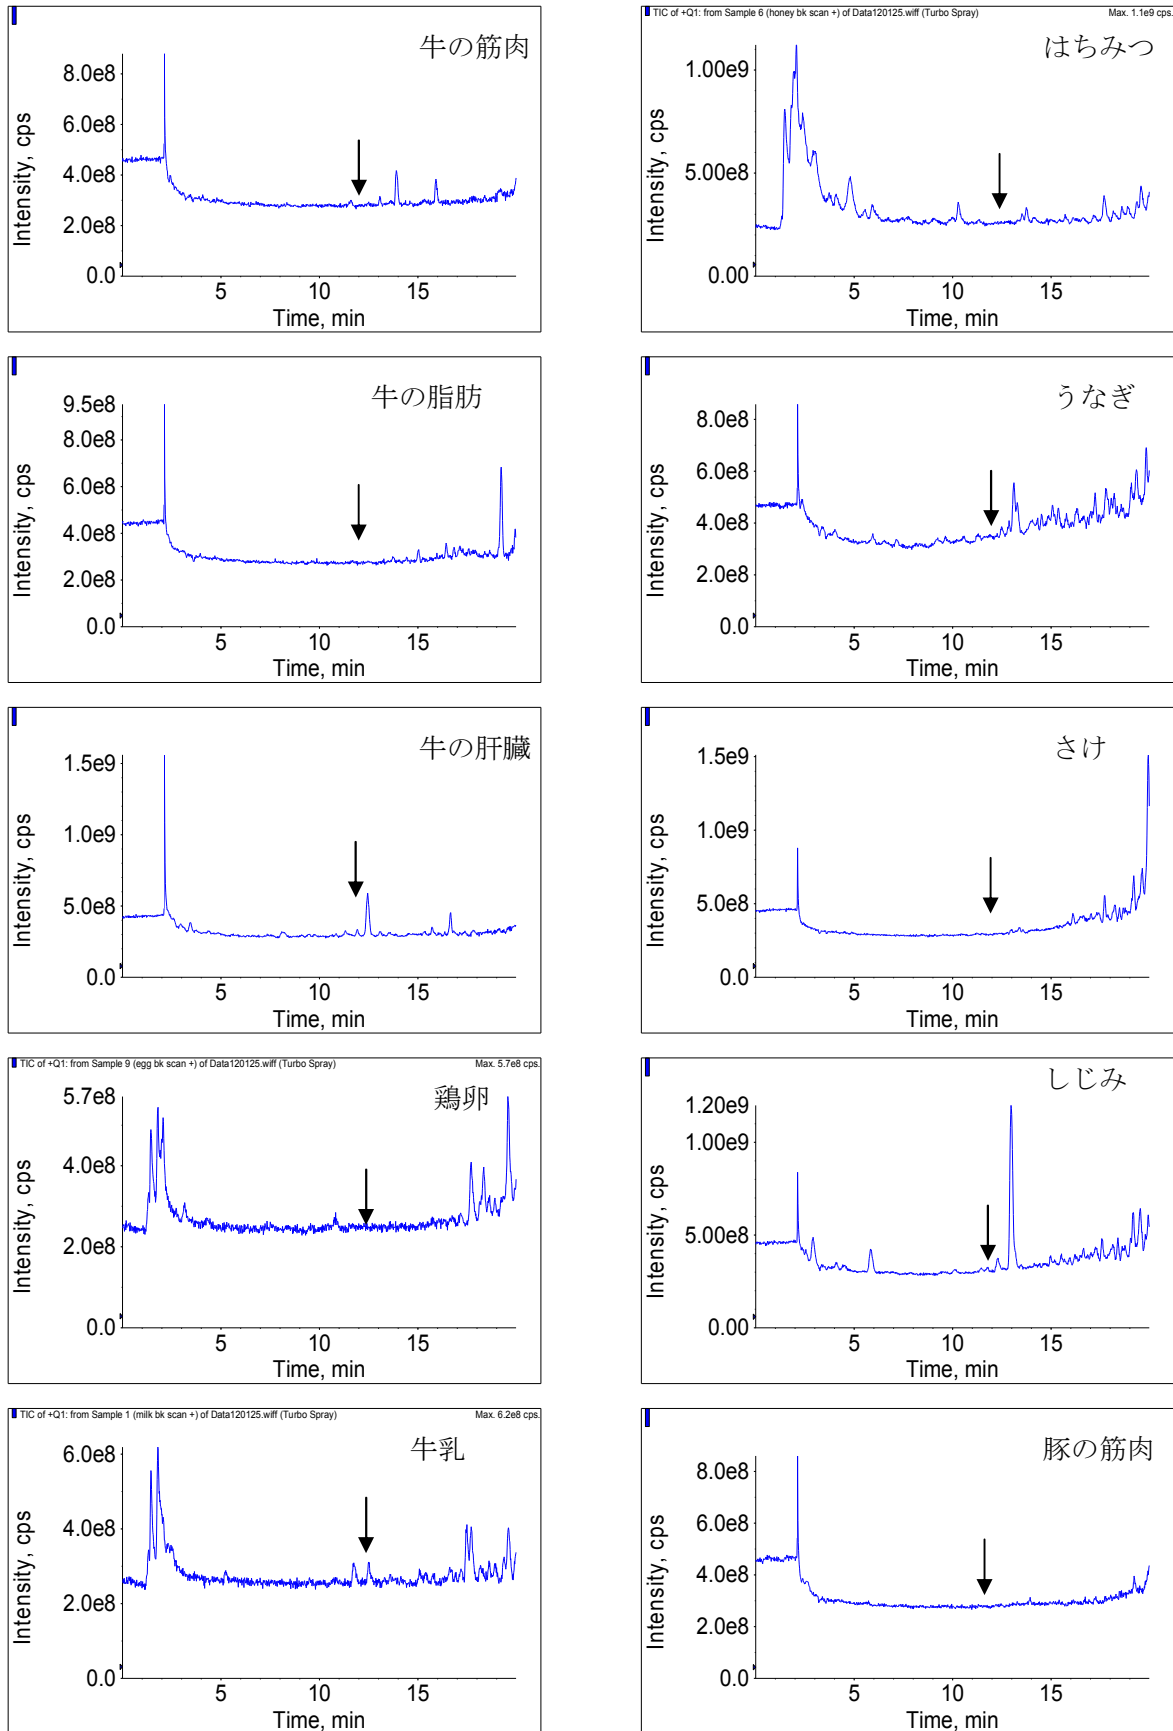 牛の筋肉
8.0e8
6.0e8
4.0e8
2.0e8
0.0
Intensity, cps
5 10 15
Time, min
TIC of +Q1: from Sample 6 (honey bk scan +) of Data120125.wiff (Turbo Spray) Max. 1.1e9 cps.
はちみつ
1.00e9
5.00e8
0.00
Intensity, cps
5 10 15
Time, min
牛の脂肪
9.5e8
8.0e8
6.0e8
4.0e8
2.0e8
0.0
Intensity, cps
5 10 15
Time, min
うなぎ
8.0e8
6.0e8
4.0e8
2.0e8
0.0
Intensity, cps
5 10 15
Time, min
牛の肝臓
1.5e9
1.0e9
5.0e8
0.0
Intensity, cps
5 10 15
Time, min
さけ
1.5e9
1.0e9
5.0e8
0.0
Intensity, cps
5 10 15
Time, min
TIC of +Q1: from Sample 9 (egg bk scan +) of Data120125.wiff (Turbo Spray) Max. 5.7e8 cps.
鶏卵
5.7e8
4.0e8
2.0e8
0.0
Intensity, cps
5 10 15
Time, min
しじみ
1.20e9
1.00e9
5.00e8
0.00
Intensity, cps
5 10 15
Time, min
TIC of +Q1: from Sample 1 (milk bk scan +) of Data120125.wiff (Turbo Spray) Max. 6.2e8 cps.
牛乳
6.0e8
4.0e8
2.0e8
0.0
Intensity, cps
5 10 15
Time, min
豚の筋肉
8.0e8
6.0e8
4.0e8
2.0e8
0.0
Intensity, cps
5 10 15
Time, min